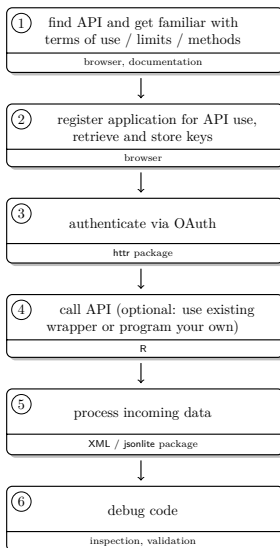 1 find API and get familiar with
terms of use / limits / methods
browser, documentation
2 register application for API use,
retrieve and store keys
browser
3
authenticate via OAuth
httr package
4 call API (optional: use existing
wrapper or program your own)
R
5
process incoming data
XML / jsonlite package
6
debug code
inspection, validation